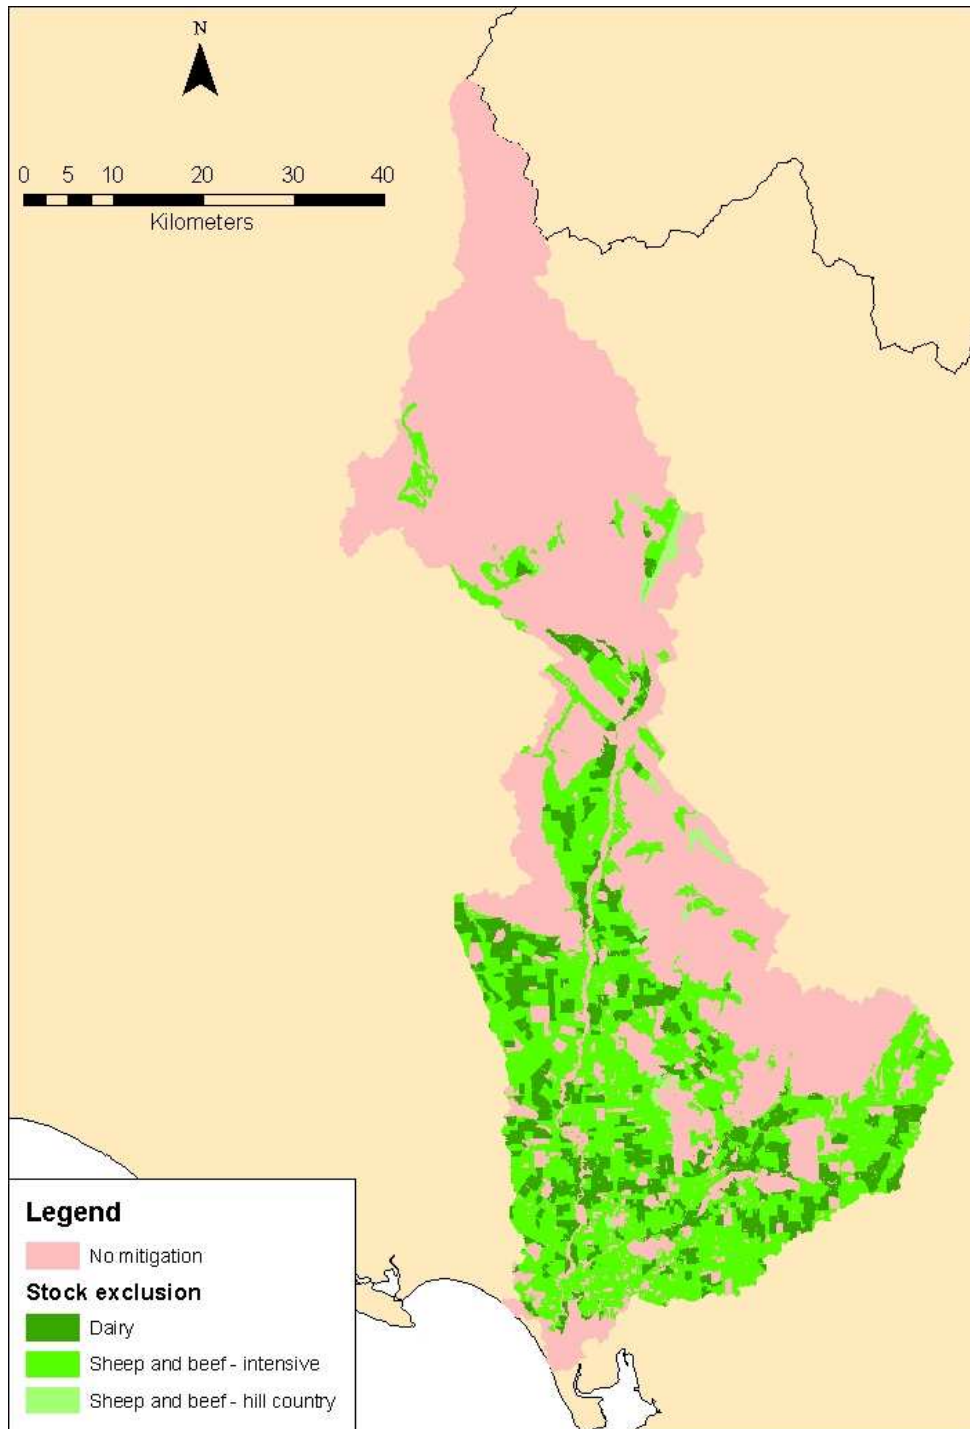 N
0 5 10 20 30 40
Kilometers
Legend
No mitigation
Stock exclusion
Dairy
Sheep and beef - intensive
Sheep and beef - hill country